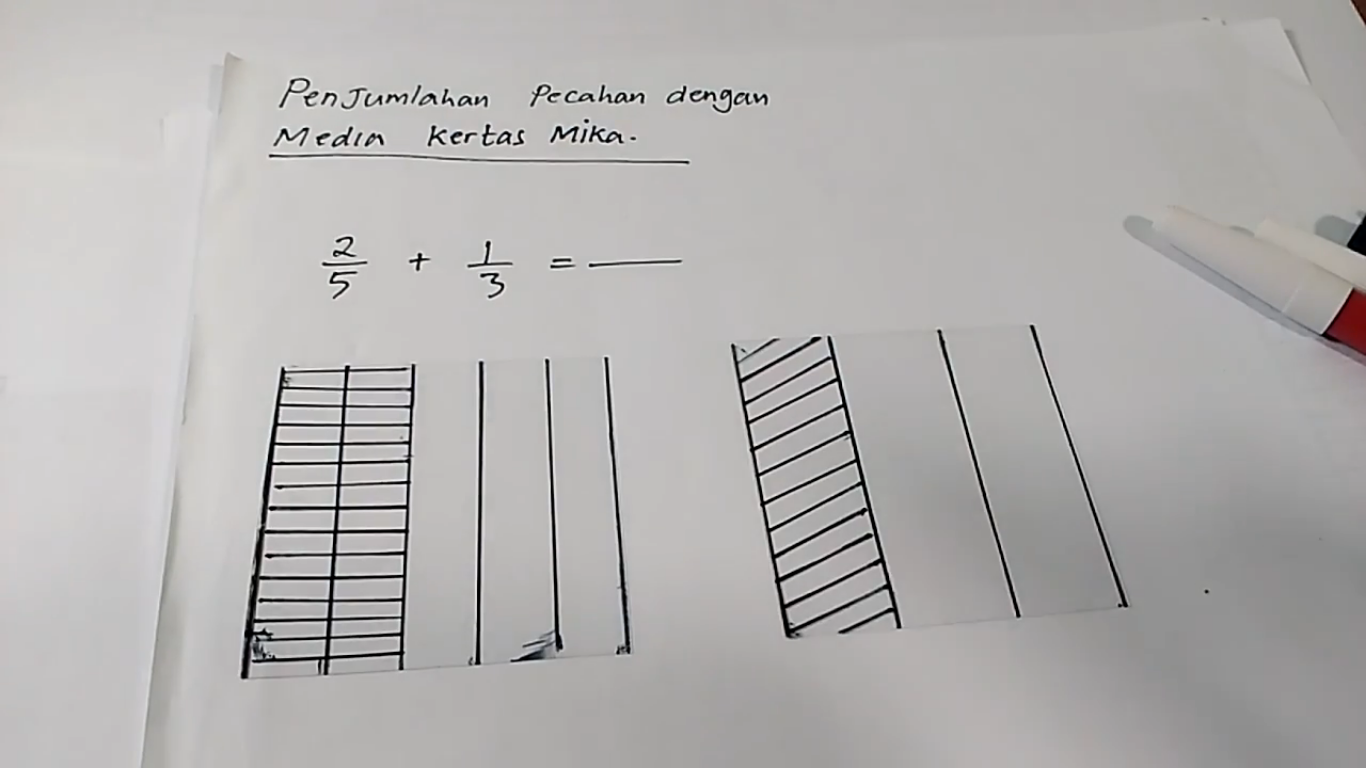 Penjumlahan Pecahan dengan
Media Kertas Mika.
2/5 + 1/3 = ___